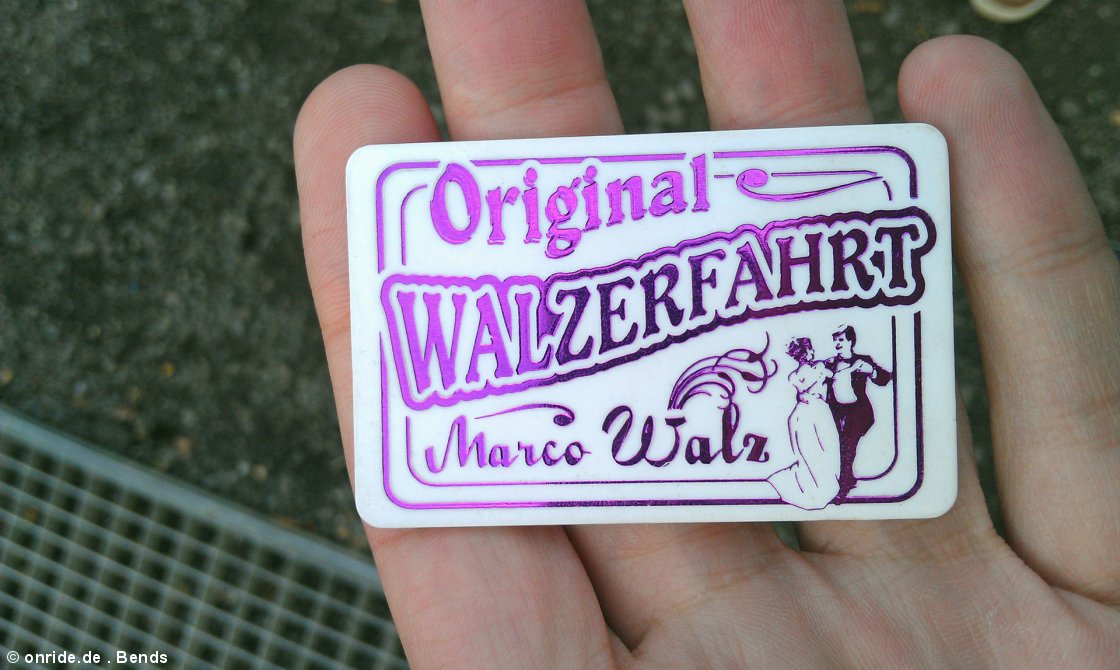 Original
WALZERFAHRT
Marco Walz
© onride.de . Bends